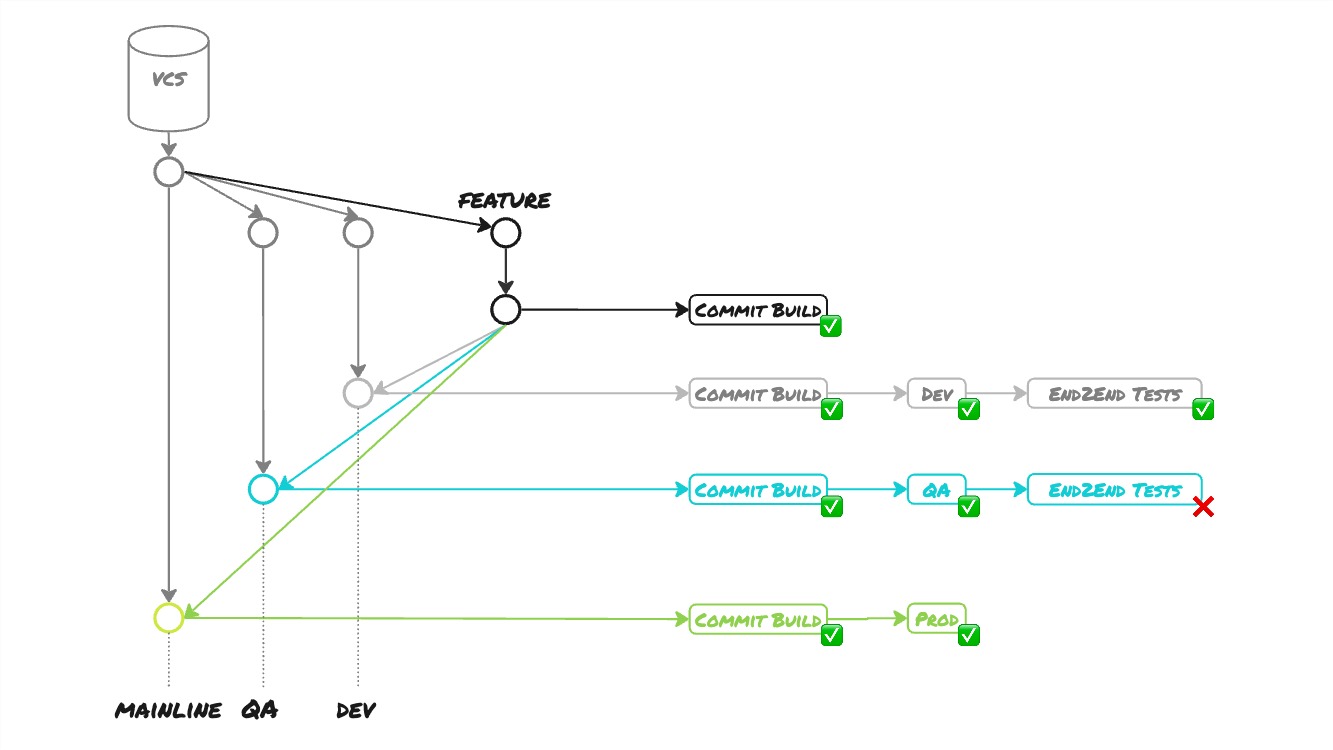 VCS
FEATURE
COMMIT BUILD
COMMIT BUILD
DEV
END2END TESTS
COMMIT BUILD
QA
END2END TESTS
COMMIT BUILD
PROD
MAINLINE
QA
DEV